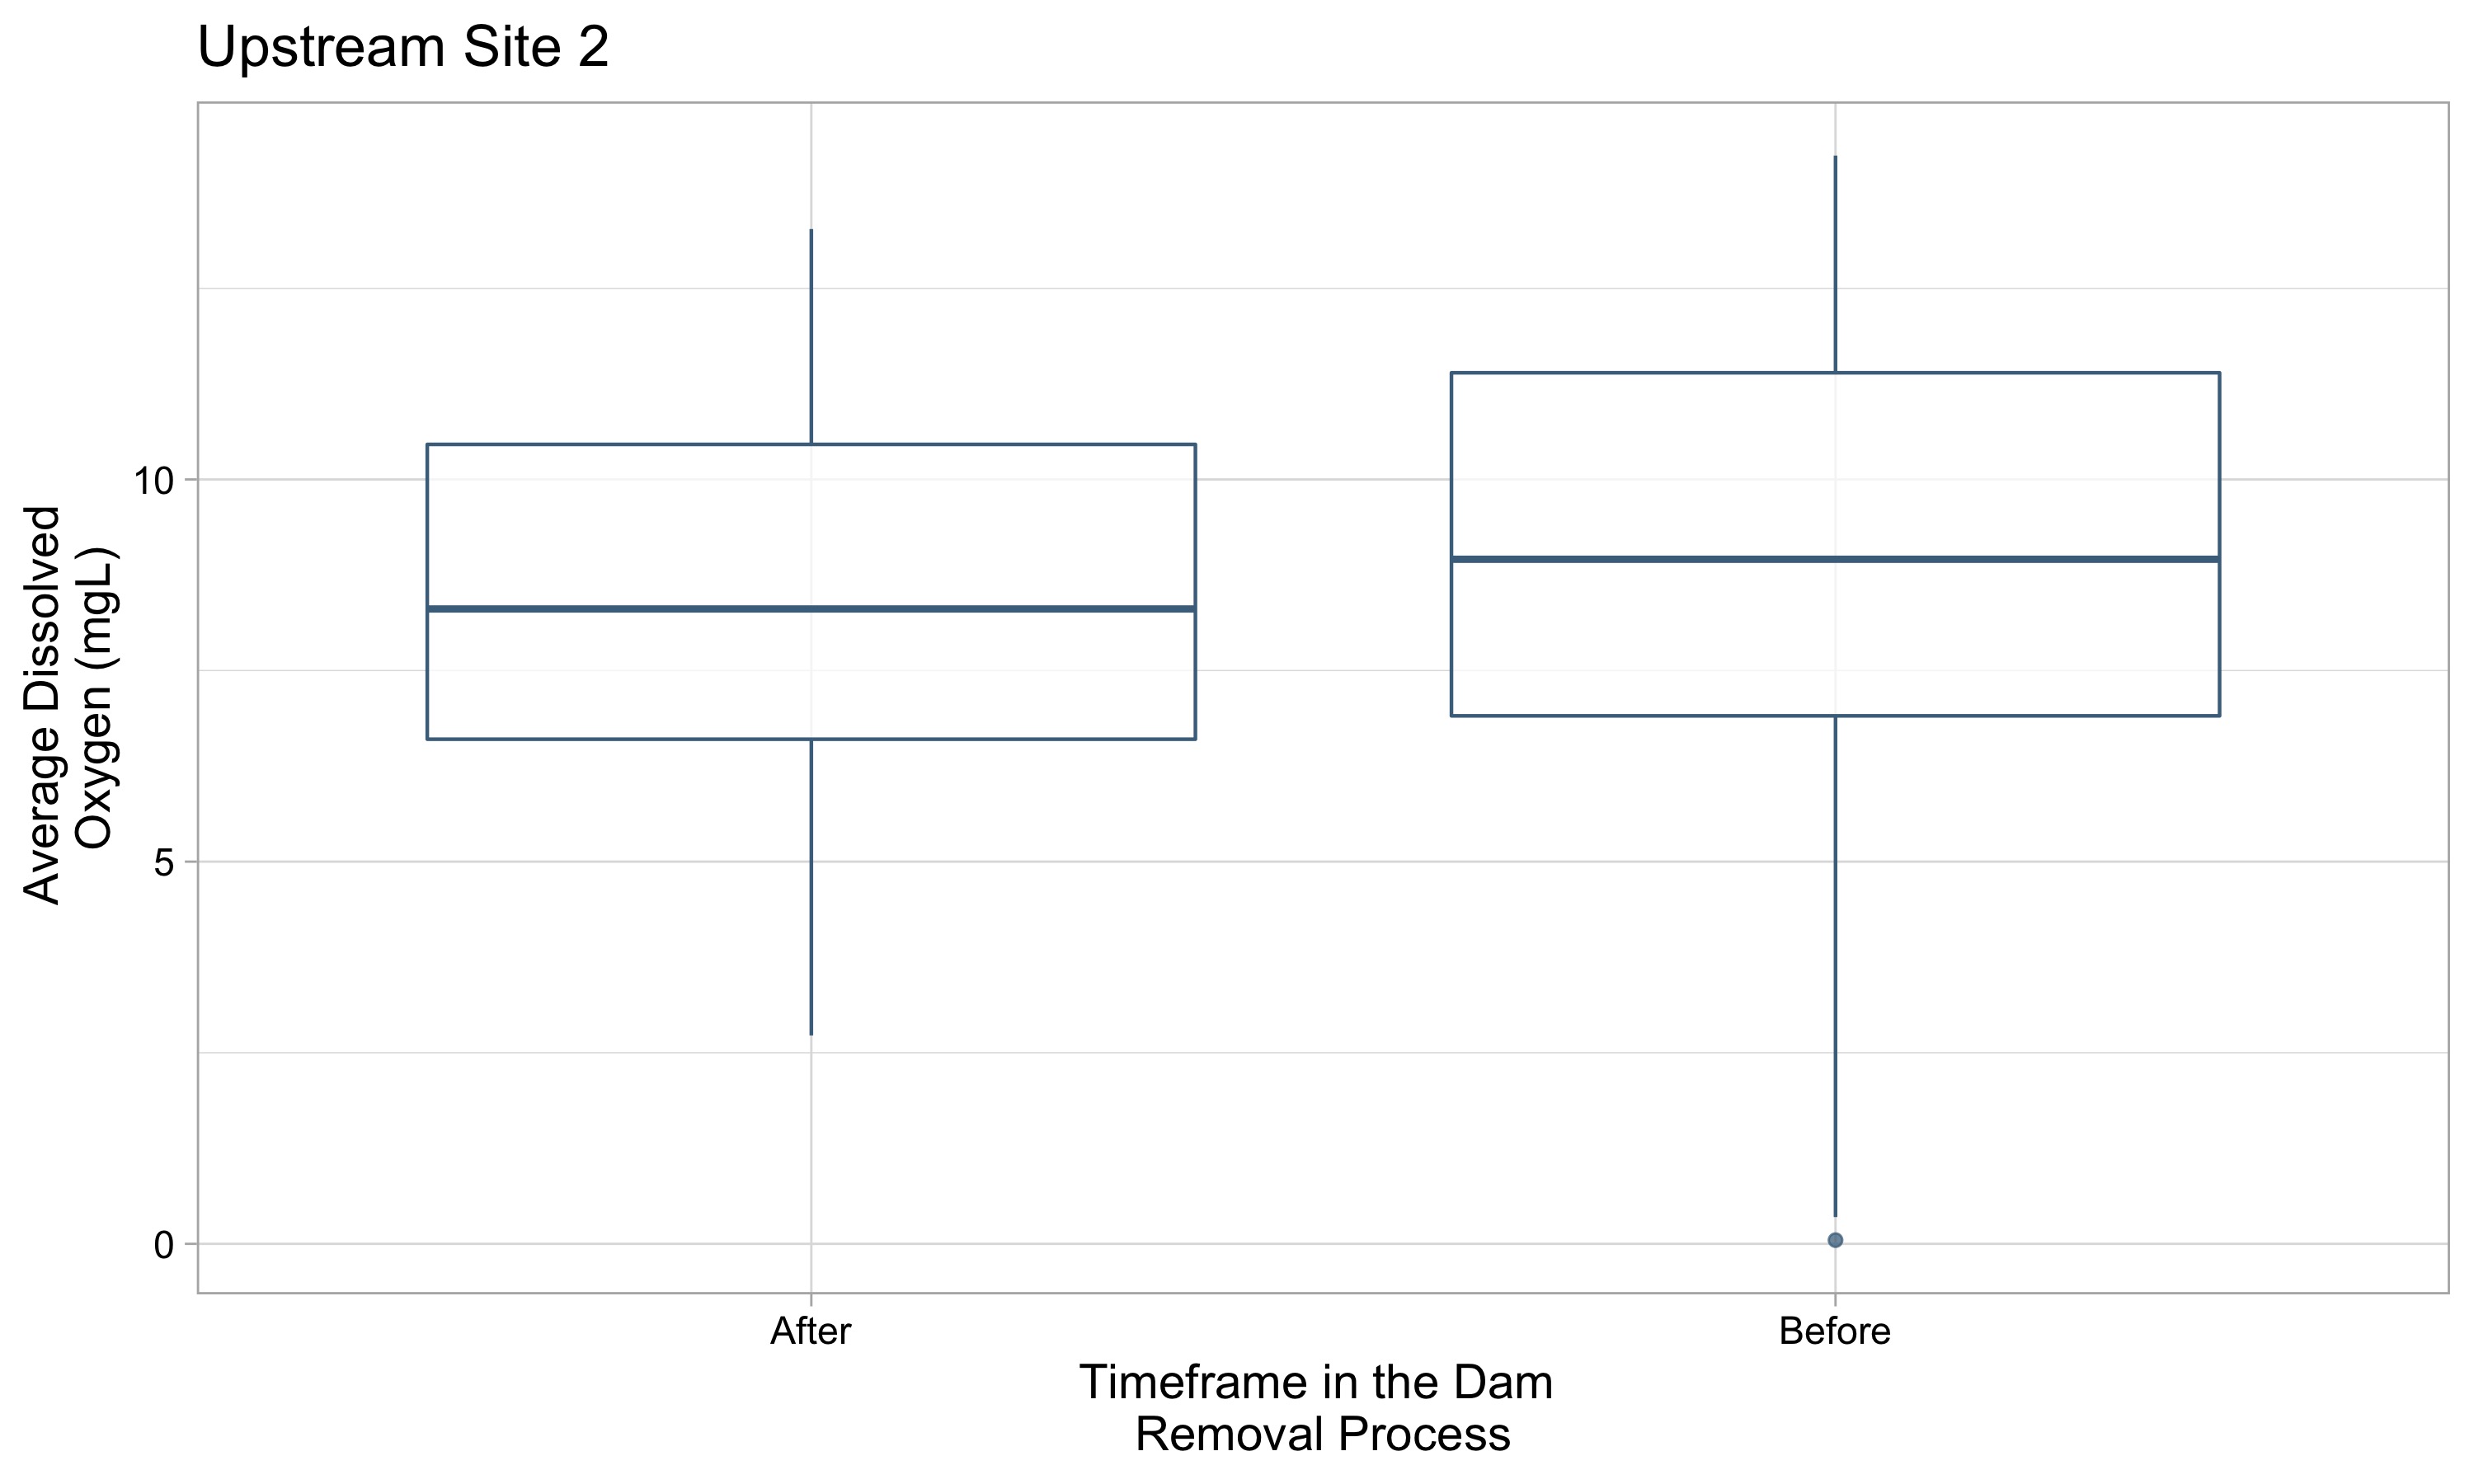 Upstream Site 2
Average Dissolved
Oxygen (mgL)
10
5
0
After
Before
Timeframe in the Dam
Removal Process